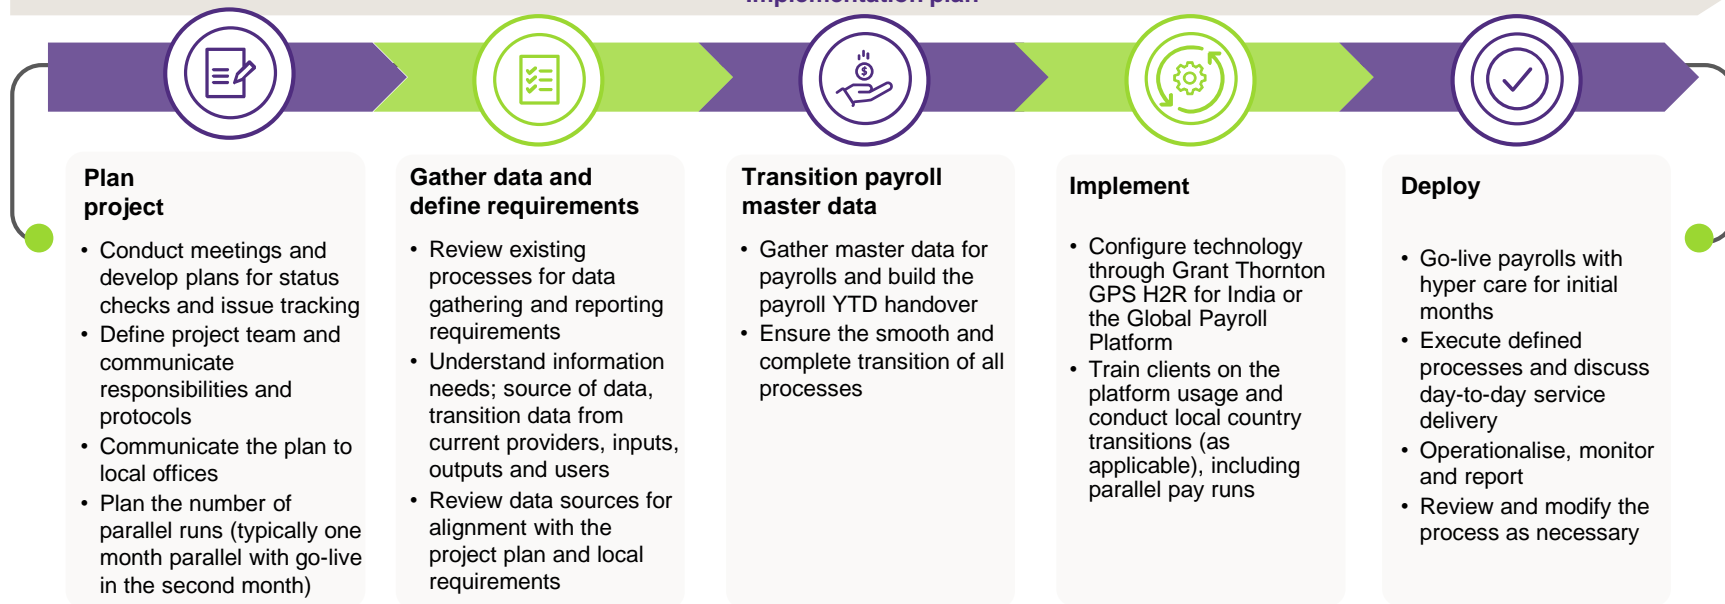 Implementation plan
Plan
project
• Conduct meetings and
develop plans for status
checks and issue tracking
• Define project team and
communicate
responsibilities and
protocols
• Communicate the plan to
local offices
• Plan the number of
parallel runs (typically one
month parallel with go-live
in the second month)
Gather data and
define requirements
• Review existing
processes for data
gathering and reporting
requirements
• Understand information
needs; source of data,
transition data from
current providers, inputs,
outputs and users
• Review data sources for
alignment with the
project plan and local
requirements
Transition payroll
master data
• Gather master data for
payrolls and build the
payroll YTD handover
• Ensure the smooth and
complete transition of all
processes
Implement
• Configure technology
through Grant Thornton
GPS H2R for India or
the Global Payroll
Platform
• Train clients on the
platform usage and
conduct local country
transitions (as
applicable), including
parallel pay runs
Deploy
• Go-live payrolls with
hyper care for initial
months
• Execute defined
processes and discuss
day-to-day service
delivery
• Operationalise, monitor
and report
• Review and modify the
process as necessary